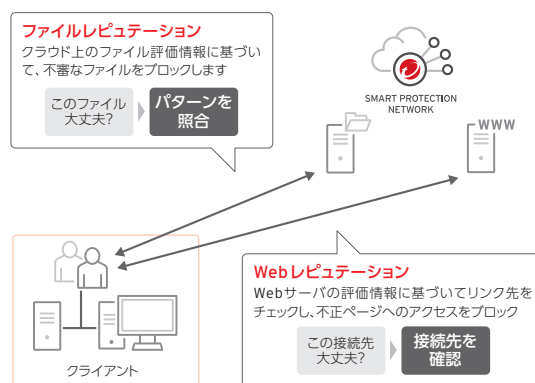 ファイルレピュテーション
クラウド上のファイル評価情報に基づい
て、不審なファイルをブロックします
このファイル
大丈夫?
パターンを
照合
SMART PROTECTION
NETWORK
WWW
Webレピュテーション
Webサーバの評価情報に基づいてリンク先を
チェックし、不正ページへのアクセスをブロック
この接続先
大丈夫?
接続先を
確認
クライアント